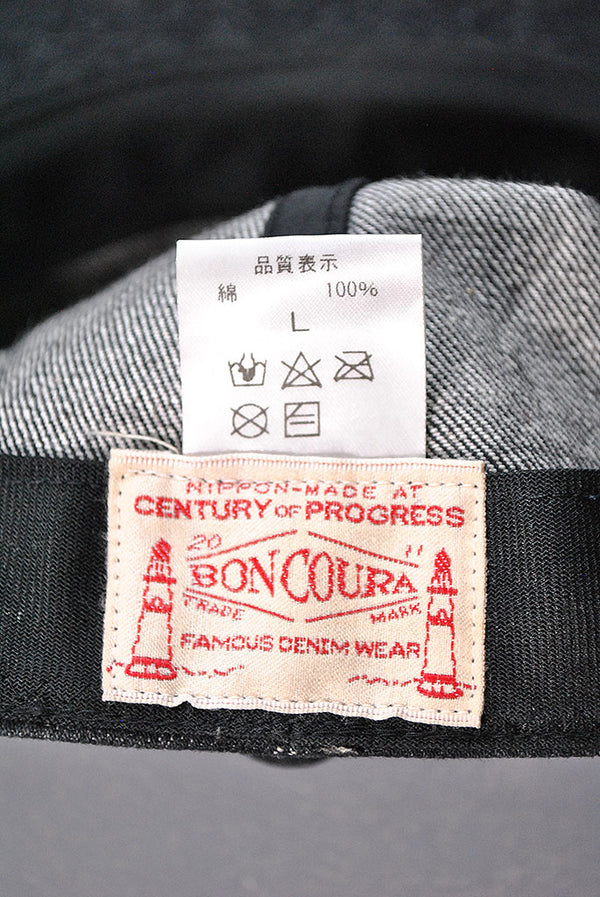 品質表示
綿 100%
L
NIPPON-MADE AT
CENTURY OF PROGRESS
20 11
BONCOURA
TRADE MARK
FAMOUS DENIM WEAR